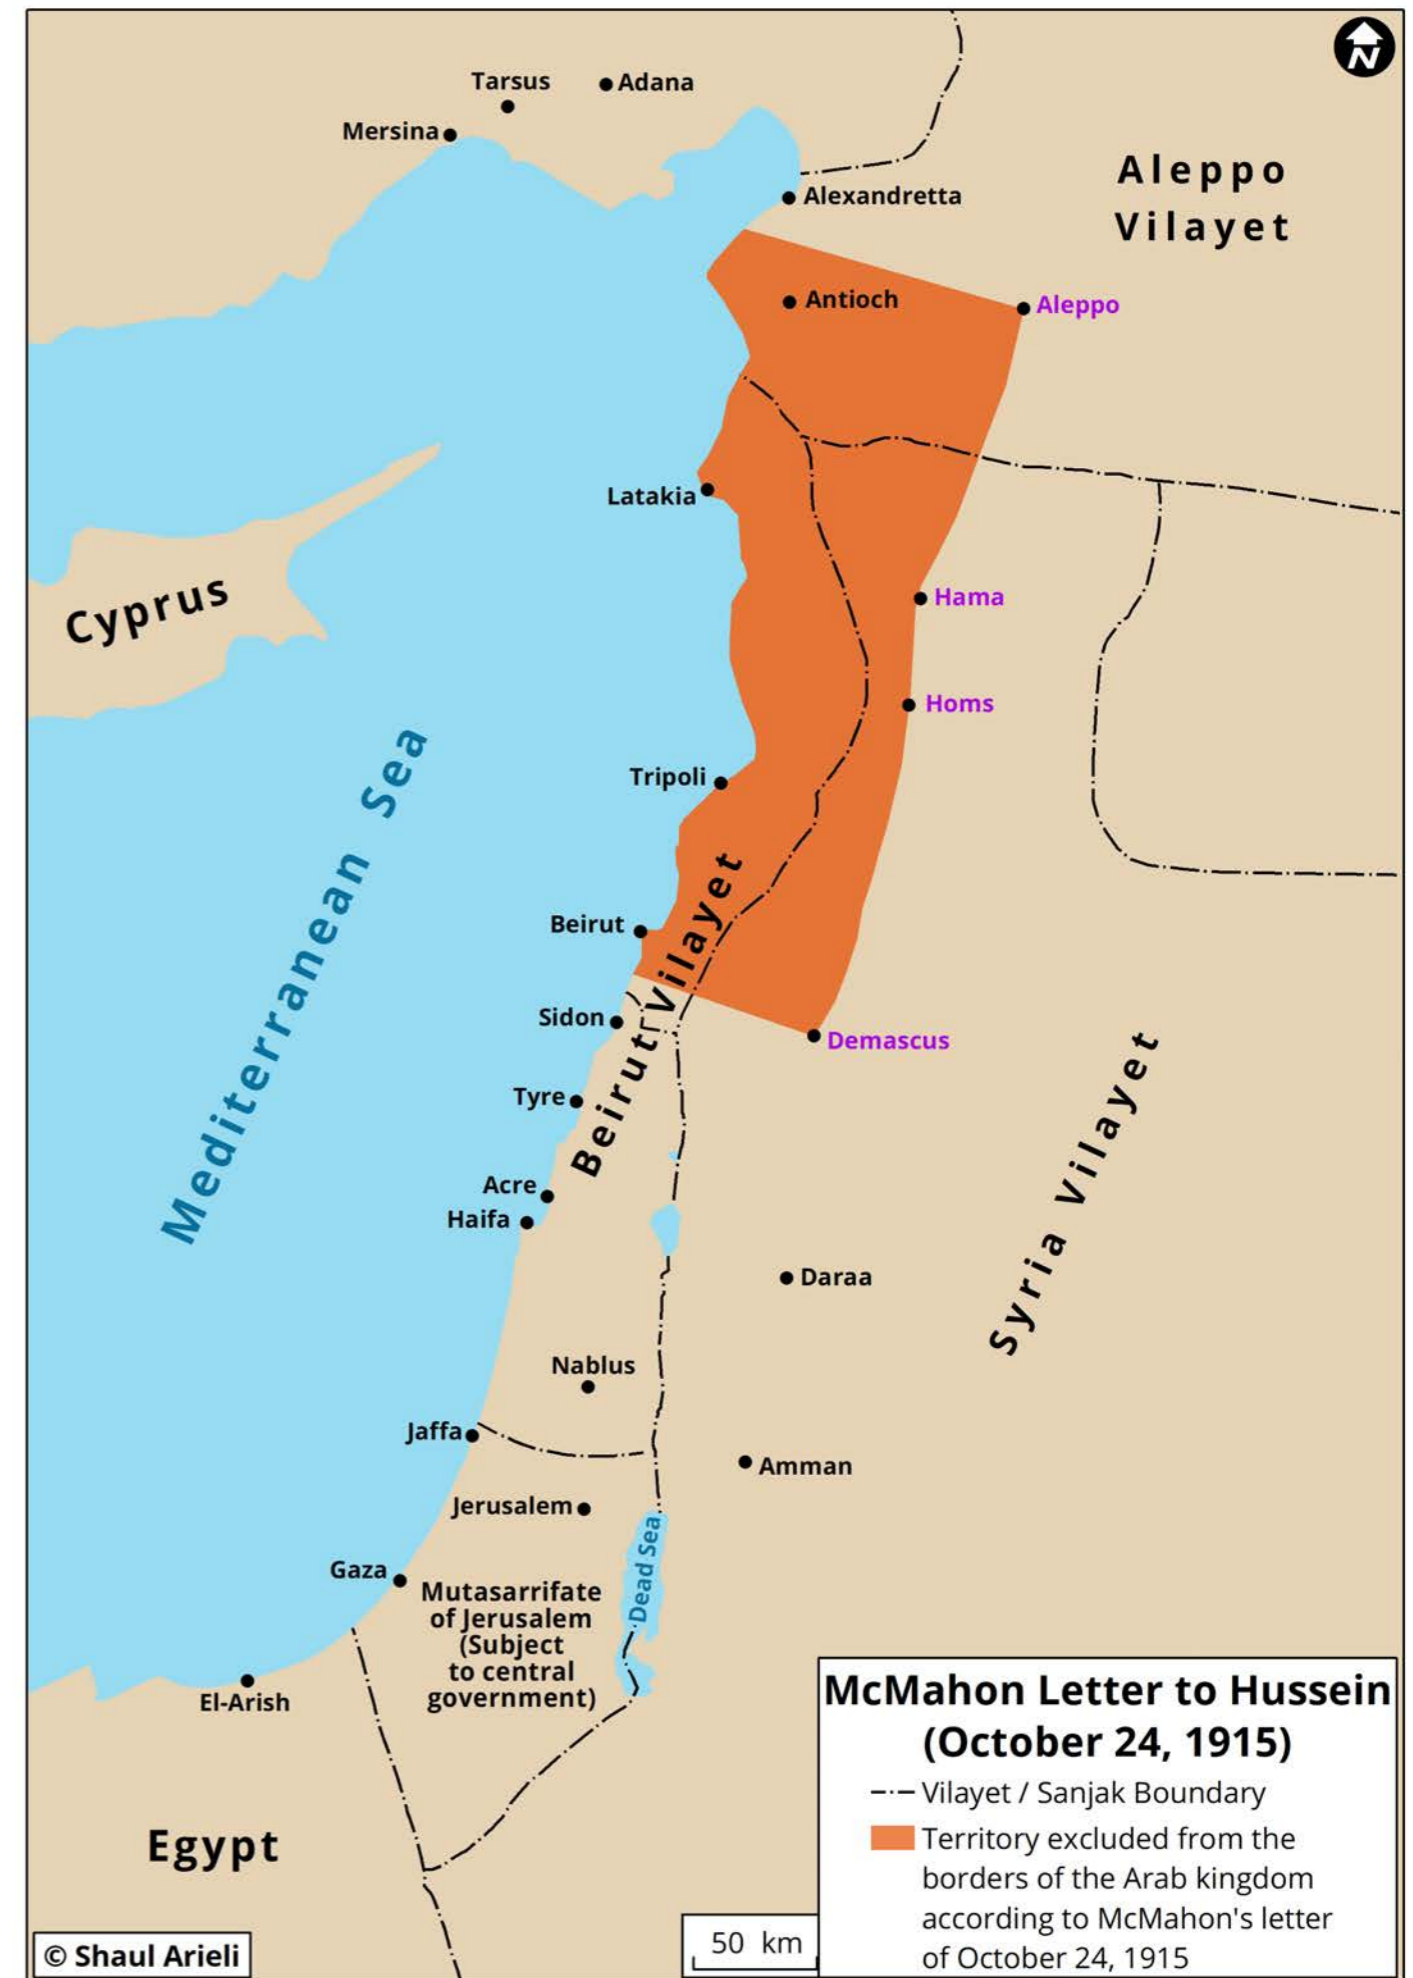 N
Tarsus
Adana
Mersina
Aleppo
Vilayet
Alexandretta
Antioch
Aleppo
Latakia
Cyprus
Hama
Homs
Mediterranean Sea
Tripoli
Beirut Vilayet
Beirut
Sidon
Demascus
Tyre
Syria Vilayet
Acre
Haifa
Daraa
Nablus
Jaffa
Amman
Jerusalem
Dead Sea
Gaza
Mutasarrifate
of Jerusalem
(Subject
to central
government)
El-Arish
Egypt
McMahon Letter to Hussein
(October 24, 1915)
Vilayet / Sanjak Boundary
Territory excluded from the
borders of the Arab kingdom
according to McMahon's letter
of October 24, 1915
50 km
© Shaul Arieli